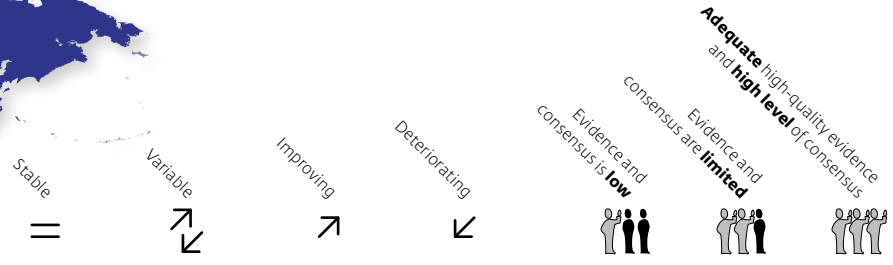 Stable
Variable
Improving
Deteriorating
Evidence and
consensus is low
Evidence and
consensus are limited
Adequate high-quality evidence
and high level of consensus